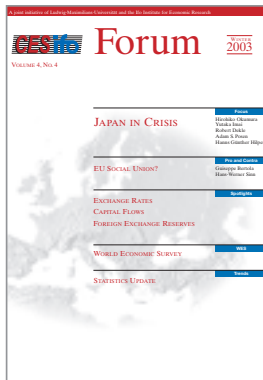 A joint initiative of Ludwig-Maximilians-Universität and the Ifo Institute for Economic Research
CESifo Forum
WINTER
2003
VOLUME 4, NO. 4
Focus
JAPAN IN CRISIS
Hirohiko Okumura
Yutaka Imai
Robert Dekle
Adam S. Posen
Hanns Günther Hilpert
Pro and Contra
EU SOCIAL UNION?
Giuseppe Bertola
Hans-Werner Sinn
Spotlights
EXCHANGE RATES
CAPITAL FLOWS
FOREIGN EXCHANGE RESERVES
WES
WORLD ECONOMIC SURVEY
Trends
STATISTICS UPDATE